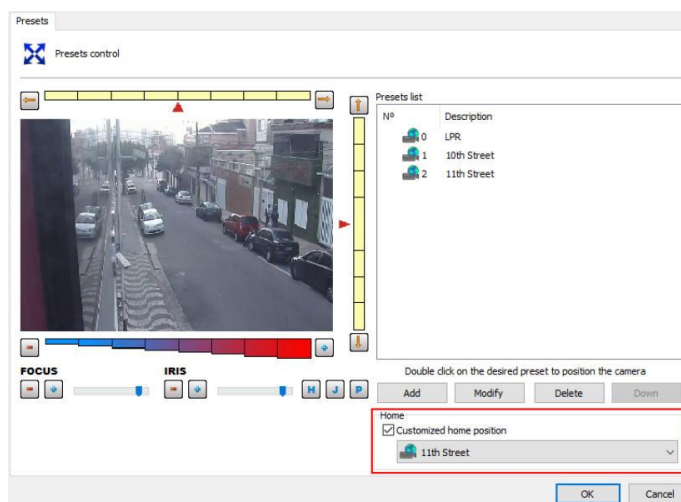 Presets
Presets control
Presets list
Nº Description
0 LPR
1 10th Street
2 11th Street
FOCUS IRIS
H J P
Double click on the desired preset to position the camera
Add Modify Delete Down
Home
Customized home position
11th Street
OK Cancel